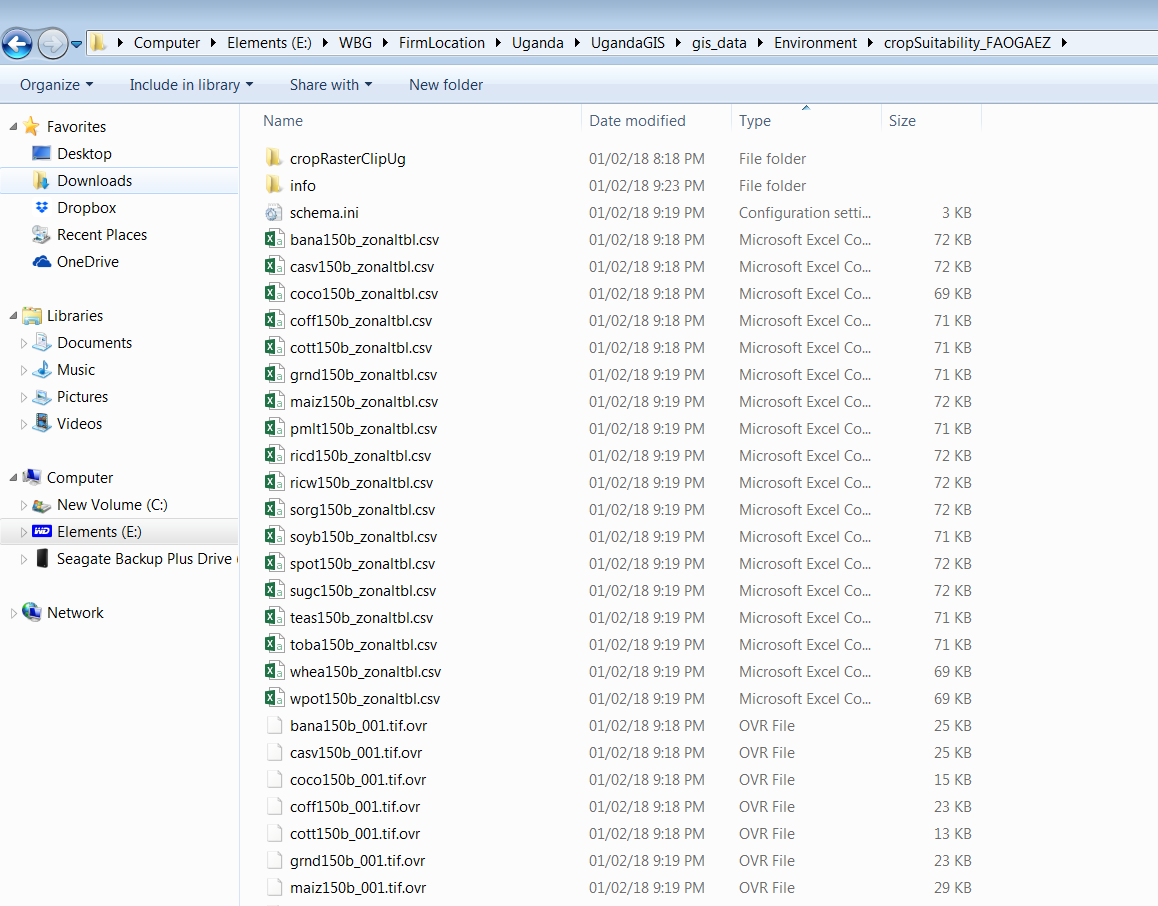 Computer Elements (E:) WBG FirmLocation Uganda UgandaGIS gis_data Environment cropSuitability_FAOGAEZ
Organize Include in library Share with New folder
Favorites
Desktop
Downloads
Dropbox
Recent Places
OneDrive
Libraries
Documents
Music
Pictures
Videos
Computer
New Volume (C:)
WD Elements (E:)
Seagate Backup Plus Drive (
Network
Name Date modified Type Size
cropRasterClipUg 01/02/18 8:18 PM File folder
info 01/02/18 9:23 PM File folder
schema.ini 01/02/18 9:19 PM Configuration setti... 3 KB
bana150b_zonaltbl.csv 01/02/18 9:18 PM Microsoft Excel Co... 72 KB
casv150b_zonaltbl.csv 01/02/18 9:18 PM Microsoft Excel Co... 72 KB
coco150b_zonaltbl.csv 01/02/18 9:18 PM Microsoft Excel Co... 69 KB
coff150b_zonaltbl.csv 01/02/18 9:18 PM Microsoft Excel Co... 71 KB
cott150b_zonaltbl.csv 01/02/18 9:18 PM Microsoft Excel Co... 71 KB
grnd150b_zonaltbl.csv 01/02/18 9:19 PM Microsoft Excel Co... 71 KB
maiz150b_zonaltbl.csv 01/02/18 9:19 PM Microsoft Excel Co... 72 KB
pmlt150b_zonaltbl.csv 01/02/18 9:19 PM Microsoft Excel Co... 71 KB
ricd150b_zonaltbl.csv 01/02/18 9:19 PM Microsoft Excel Co... 72 KB
ricw150b_zonaltbl.csv 01/02/18 9:19 PM Microsoft Excel Co... 72 KB
sorg150b_zonaltbl.csv 01/02/18 9:19 PM Microsoft Excel Co... 72 KB
soyb150b_zonaltbl.csv 01/02/18 9:19 PM Microsoft Excel Co... 71 KB
spot150b_zonaltbl.csv 01/02/18 9:19 PM Microsoft Excel Co... 72 KB
sugc150b_zonaltbl.csv 01/02/18 9:19 PM Microsoft Excel Co... 72 KB
teas150b_zonaltbl.csv 01/02/18 9:19 PM Microsoft Excel Co... 71 KB
toba150b_zonaltbl.csv 01/02/18 9:19 PM Microsoft Excel Co... 71 KB
whea150b_zonaltbl.csv 01/02/18 9:19 PM Microsoft Excel Co... 69 KB
wpot150b_zonaltbl.csv 01/02/18 9:19 PM Microsoft Excel Co... 69 KB
bana150b_001.tif.ovr 01/02/18 9:18 PM OVR File 25 KB
casv150b_001.tif.ovr 01/02/18 9:18 PM OVR File 25 KB
coco150b_001.tif.ovr 01/02/18 9:18 PM OVR File 15 KB
coff150b_001.tif.ovr 01/02/18 9:18 PM OVR File 23 KB
cott150b_001.tif.ovr 01/02/18 9:18 PM OVR File 13 KB
grnd150b_001.tif.ovr 01/02/18 9:19 PM OVR File 23 KB
maiz150b_001.tif.ovr 01/02/18 9:19 PM OVR File 29 KB